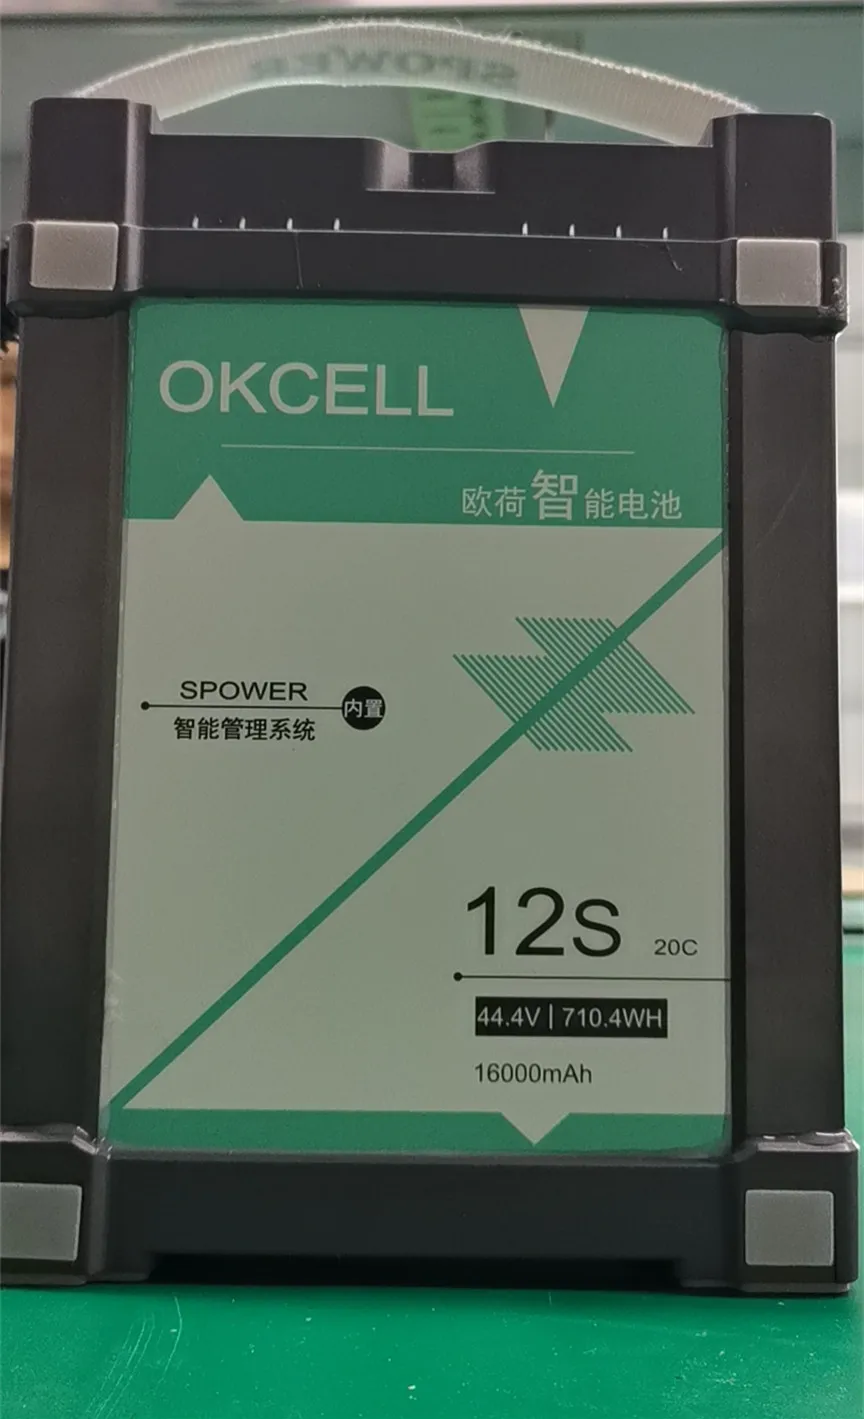 OKCELL
欧荷智能电池
SPOWER
内置
智能管理系统
12S 20C
44.4V | 710.4WH
16000mAh